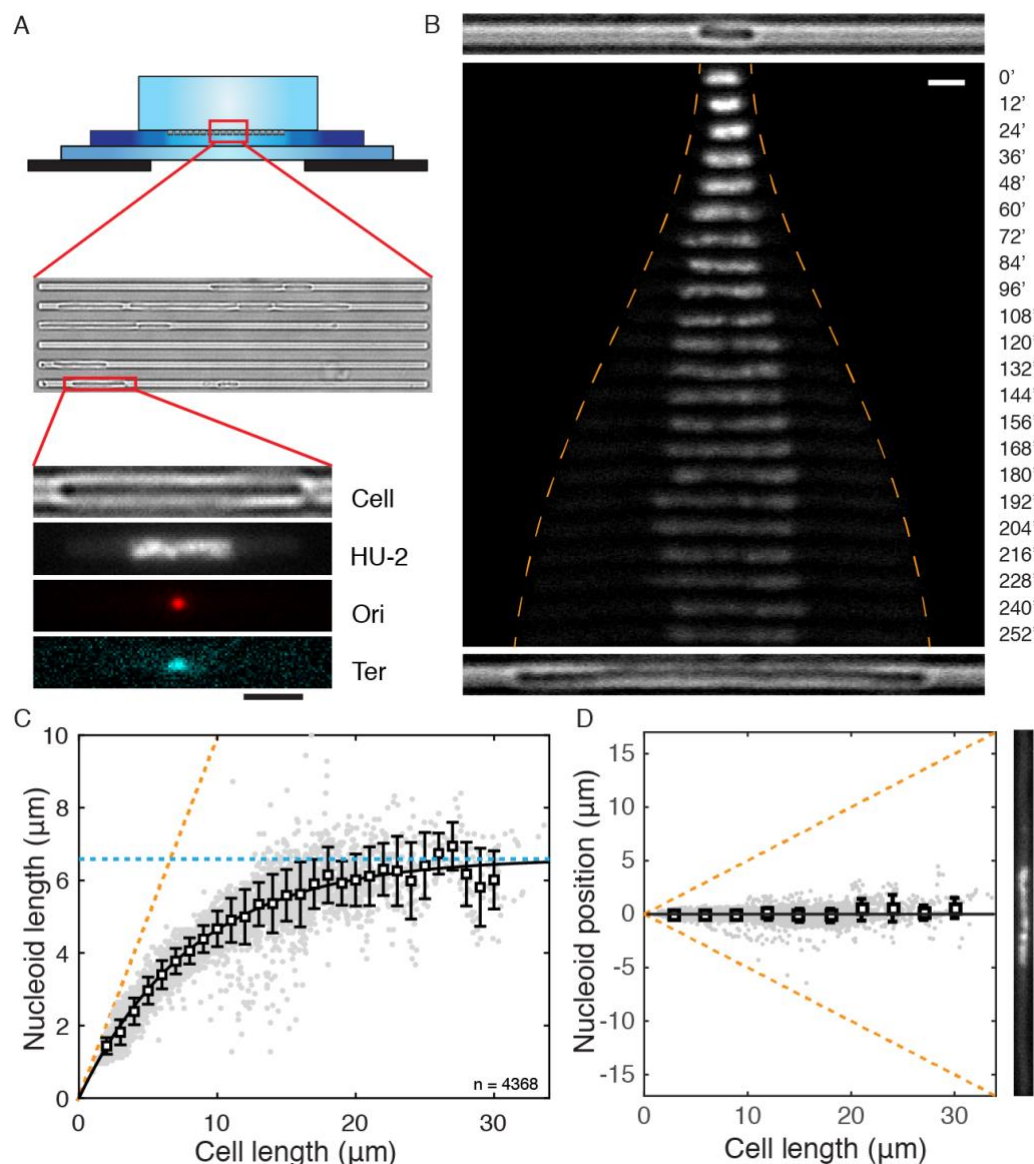 A
Cell
HU-2
Ori
Ter
B
0'
12'
24'
36'
48'
60'
72'
84'
96'
108'
120'
132'
144'
156'
168'
180'
192'
204'
216'
228'
240'
252'
C
10
8
6
4
2
0
Nucleoid length (µm)
n = 4368
0 10 20 30
Cell length (µm)
D
15
10
5
0
-5
-10
-15
Nucleoid position (µm)
0 10 20 30
Cell length (µm)